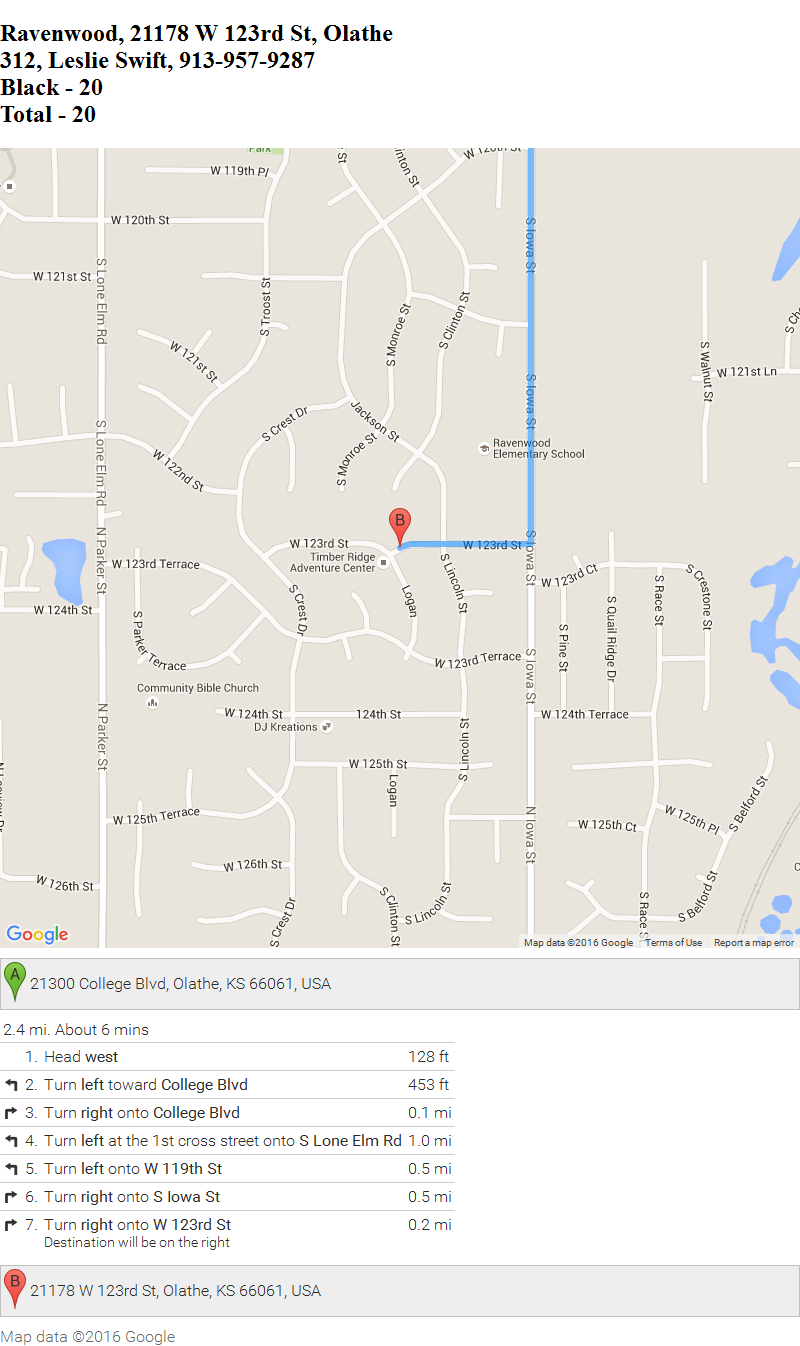 Ravenwood, 21178 W 123rd St, Olathe
312, Leslie Swift, 913-957-9287
Black - 20
Total - 20
Park
W 119th Pl
W 120th St
W 120th St
W 121st St
S Lone Elm Rd
S Troost St
W 121st St
S Monroe St
S Clinton St
S Iowa St
S Iowa St
S Walnut St
W 121st Ln
S Crest Dr
Jackson St
S Monroe St
S Lone Elm Rd
W 122nd St
Ravenwood
Elementary School
B
W 123rd St
W 123rd St
Timber Ridge
Adventure Center
N Parker St
W 123rd Terrace
W 124th St
S Parker Terrace
S Crest Dr
Logan
S Lincoln St
S Iowa St
W 123rd Ct
S Pine St
S Quail Ridge Dr
S Race St
S Crestone St
W 123rd Terrace
S Iowa St
Community Bible Church
W 124th St
124th St
DJ Kreations
W 124th Terrace
N Parker St
S Lincoln St
W 125th St
Logan
W 125th Terrace
N Iowa St
W 125th Ct
W 125th Pl
S Belford St
W 126th St
W 126th St
S Crest Dr
S Clinton St
S Lincoln St
S Race St
S Belford St
Google
Map data ©2016 Google Terms of Use Report a map error
A 21300 College Blvd, Olathe, KS 66061, USA
2.4 mi. About 6 mins
1. Head west 128 ft
2. Turn left toward College Blvd 453 ft
3. Turn right onto College Blvd 0.1 mi
4. Turn left at the 1st cross street onto S Lone Elm Rd 1.0 mi
5. Turn left onto W 119th St 0.5 mi
6. Turn right onto S Iowa St 0.5 mi
7. Turn right onto W 123rd St 0.2 mi
Destination will be on the right
B 21178 W 123rd St, Olathe, KS 66061, USA
Map data ©2016 Google